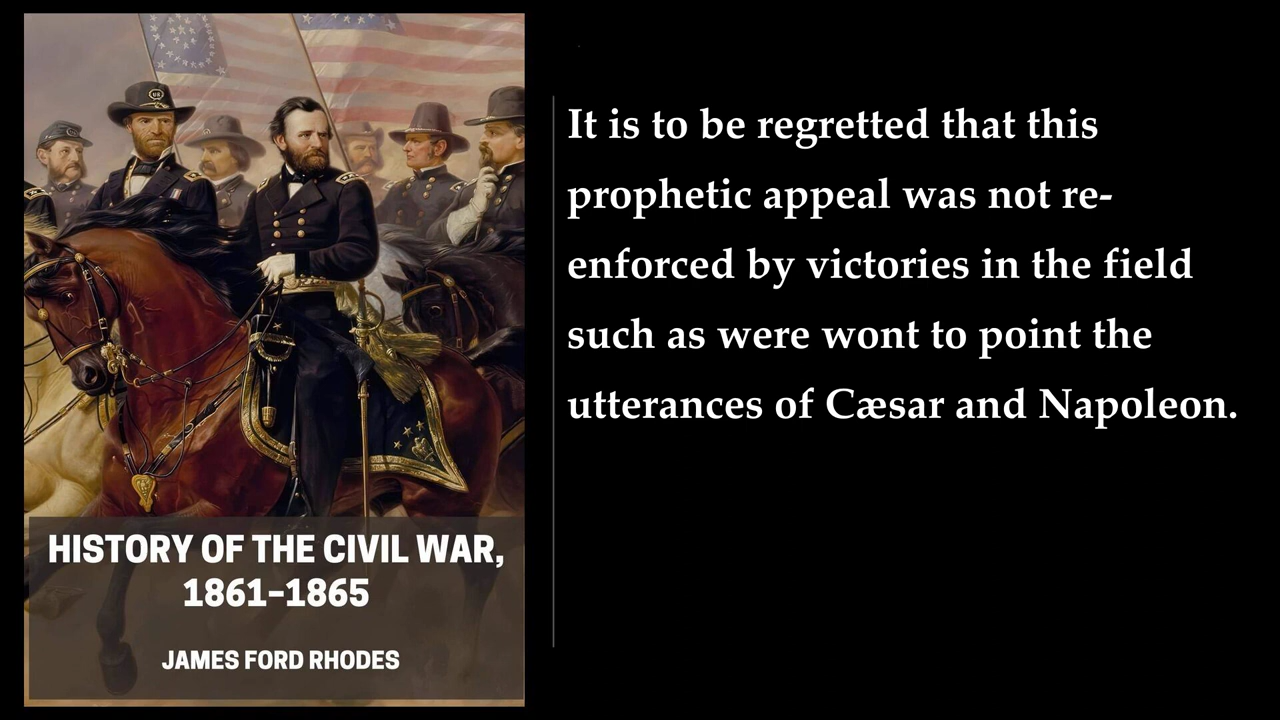 It is to be regretted that this
prophetic appeal was not re-
enforced by victories in the field
such as were wont to point the
utterances of Cæsar and Napoleon.
HISTORY OF THE CIVIL WAR,
1861–1865
JAMES FORD RHODES